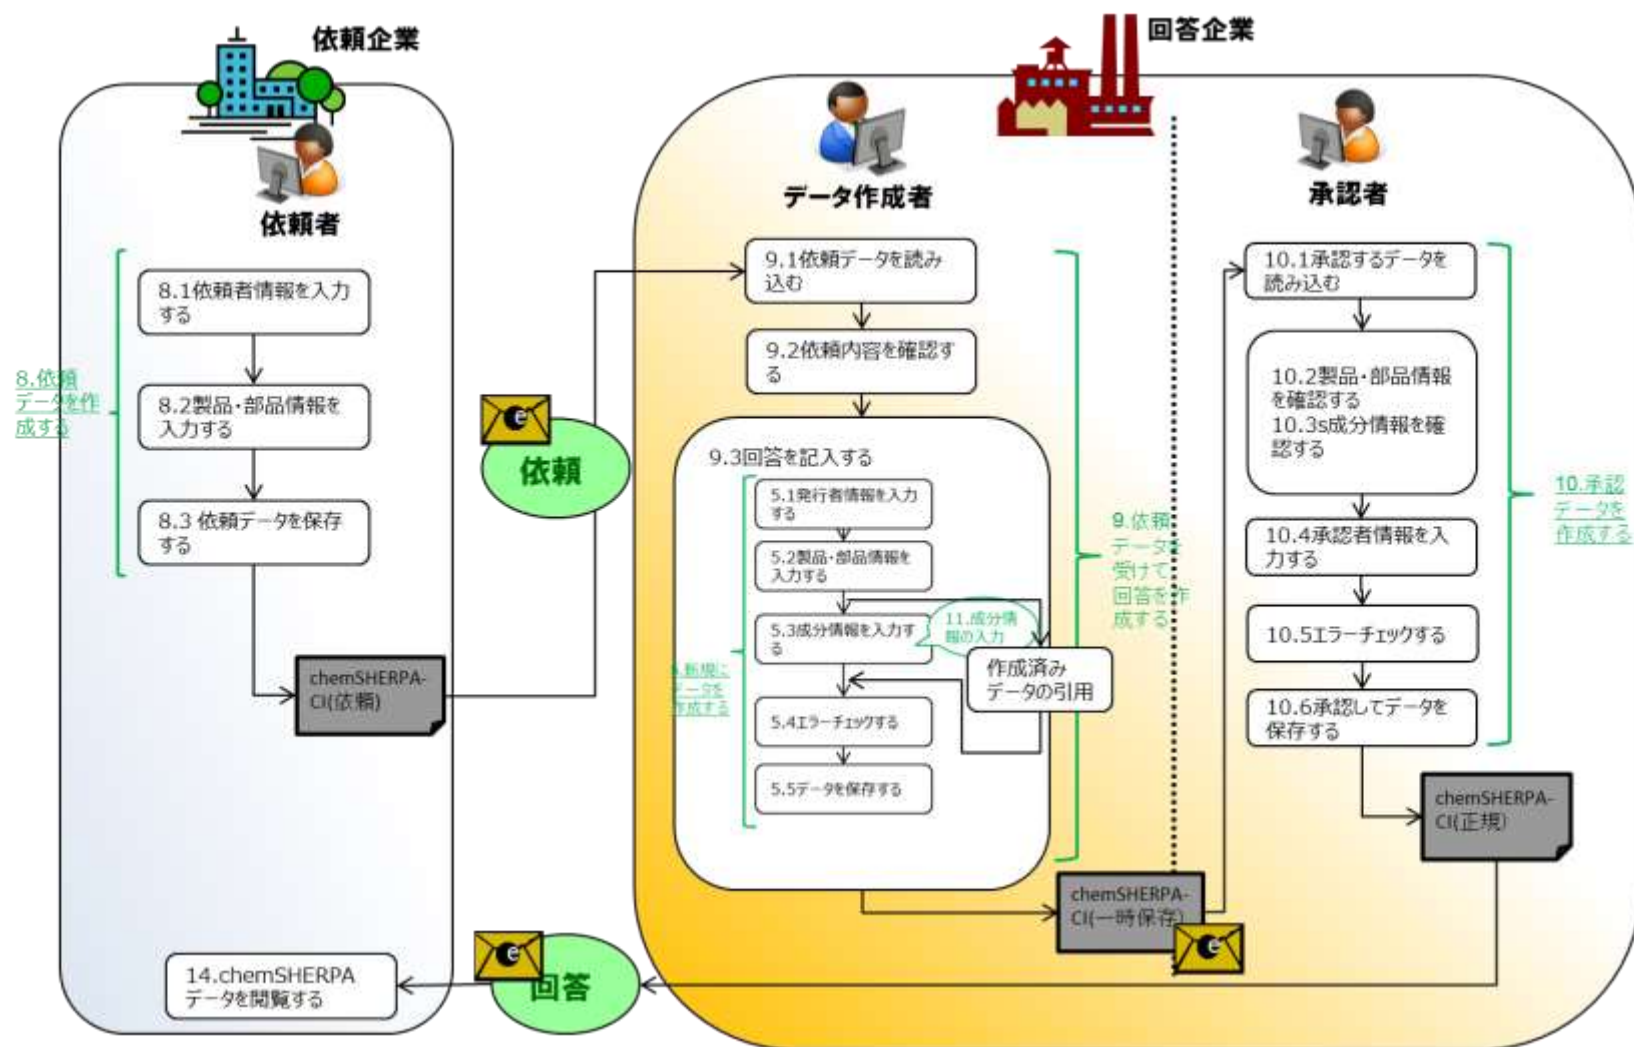 依頼企業
依頼者
8.依頼
データを作
成する
8.1依頼者情報を入力
する
8.2製品・部品情報を
入力する
8.3 依頼データを保存
する
chemSHERPA-
CI(依頼)
依頼
回答企業
データ作成者
9.1依頼データを読み
込む
9.2依頼内容を確認す
る
9.3回答を記入する
5.1発行者情報を入力
する
5.2製品・部品情報を
入力する
5.3成分情報を入力す
る
11.成分情
報の入力
作成済み
データの引用
.新規に
データを
作成する
5.4エラーチェックする
5.5データを保存する
9.依頼
データを
受けて
回答を作
成する
chemSHERPA-
CI(一時保存)
承認者
10.1承認するデータを
読み込む
10.2製品・部品情報
を確認する
10.3s成分情報を確
認する
10.4承認者情報を入
力する
10.5エラーチェックする
10.6承認してデータを
保存する
10.承認
データを
作成する
chemSHERPA-
CI(正規)
回答
14.chemSHERPA
データを閲覧する